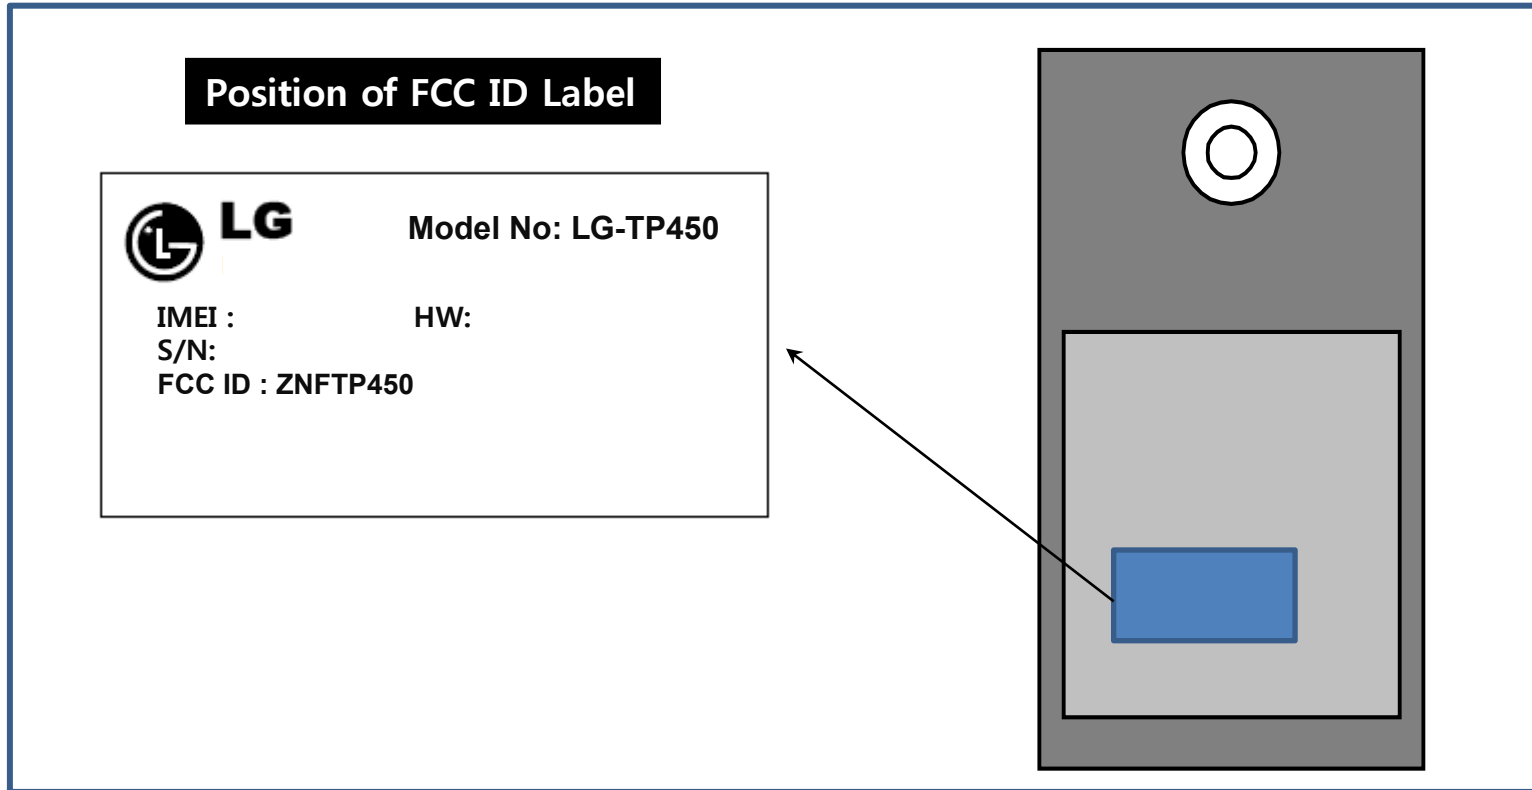 Position of FCC ID Label
LG
Model No: LG-TP450
IMEI :
HW:
S/N:
FCC ID : ZNFTP450